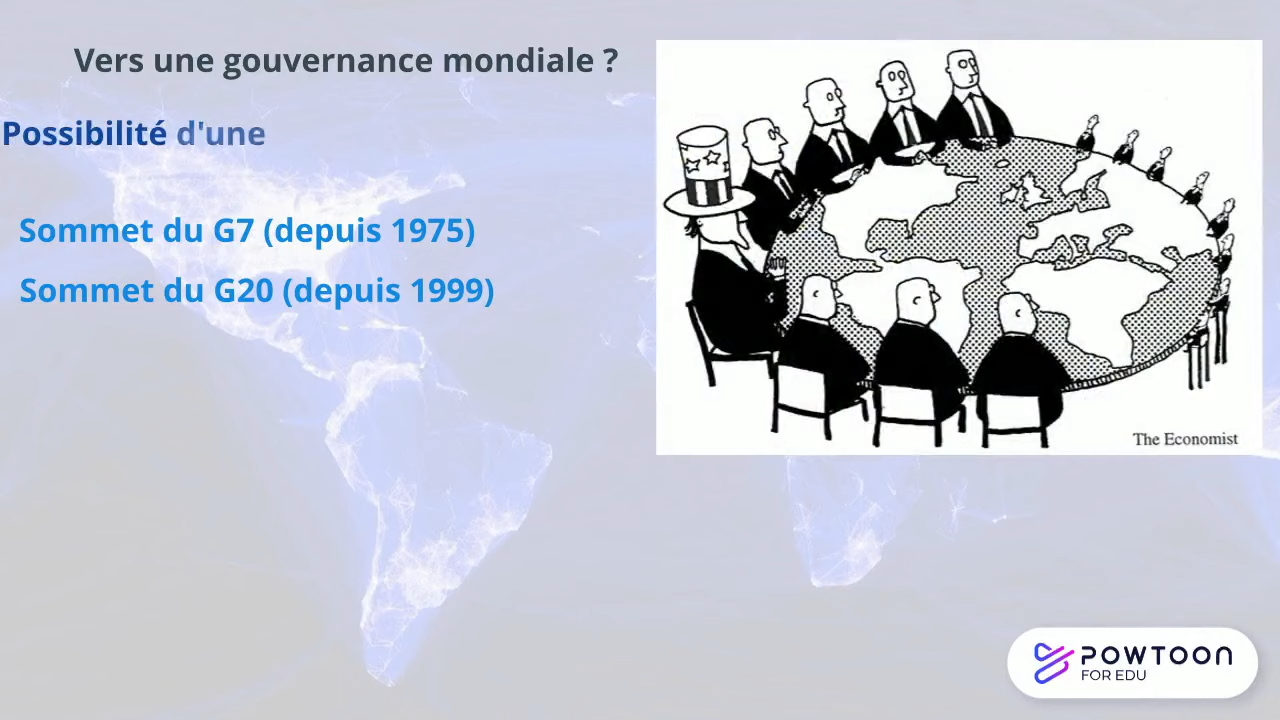 Vers une gouvernance mondiale ?
Possibilité d'une
Sommet du G7 (depuis 1975)
Sommet du G20 (depuis 1999)
The Economist
POWTOON
FOR EDU